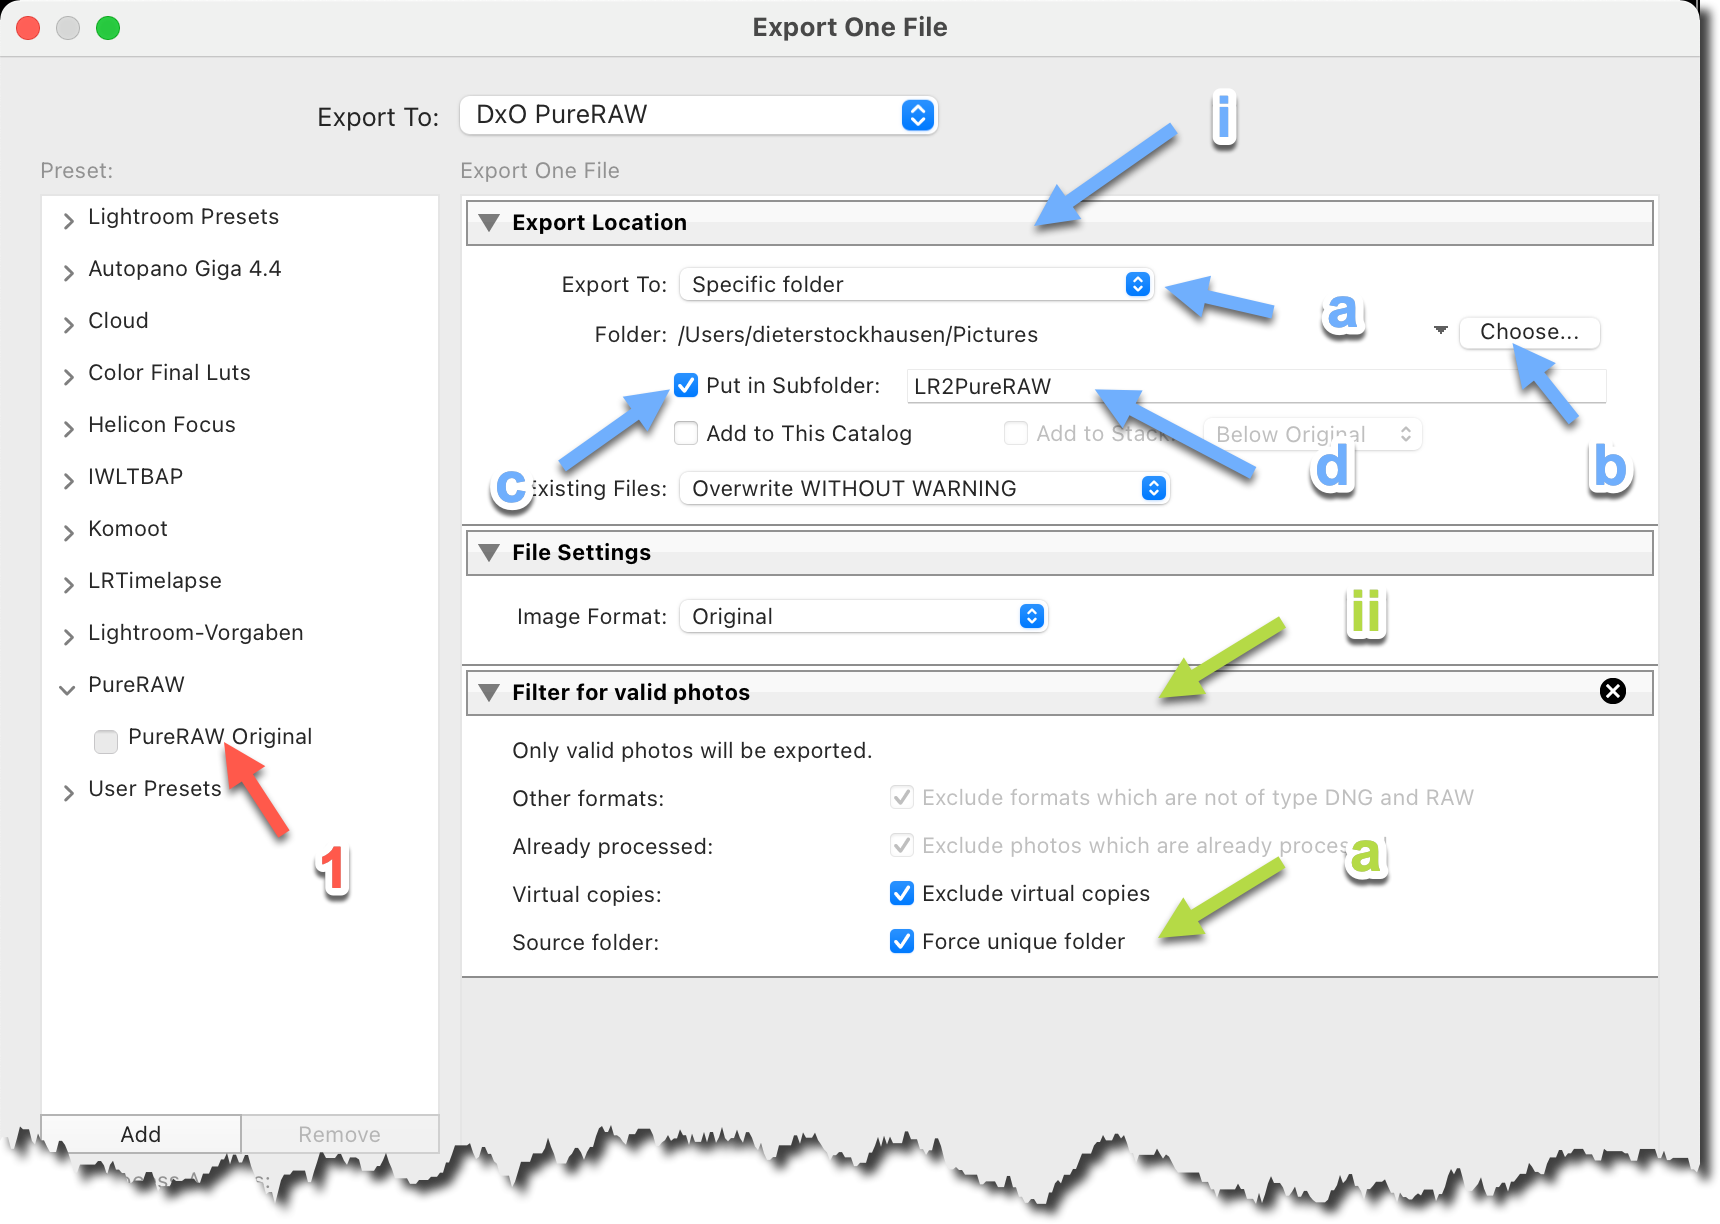 Export One File
Export To: DxO PureRAW
i
Preset:
Export One File
Lightroom Presets
Autopano Giga 4.4
Cloud
Color Final Luts
Helicon Focus
IWLTBAP
Komoot
LRTimelapse
Lightroom-Vorgaben
PureRAW
PureRAW Original
User Presets
1
Add
Remove
Export Location
Export To: Specific folder
a
Folder: /Users/dieterstockhausen/Pictures
Choose...
Put in Subfolder: LR2PureRAW
Add to This Catalog
Add to Stack:
Below Original
c
d
b
Existing Files: Overwrite WITHOUT WARNING
File Settings
Image Format: Original
ii
Filter for valid photos
Only valid photos will be exported.
Other formats: Exclude formats which are not of type DNG and RAW
Already processed: Exclude photos which are already processed
a
Virtual copies: Exclude virtual copies
Source folder: Force unique folder